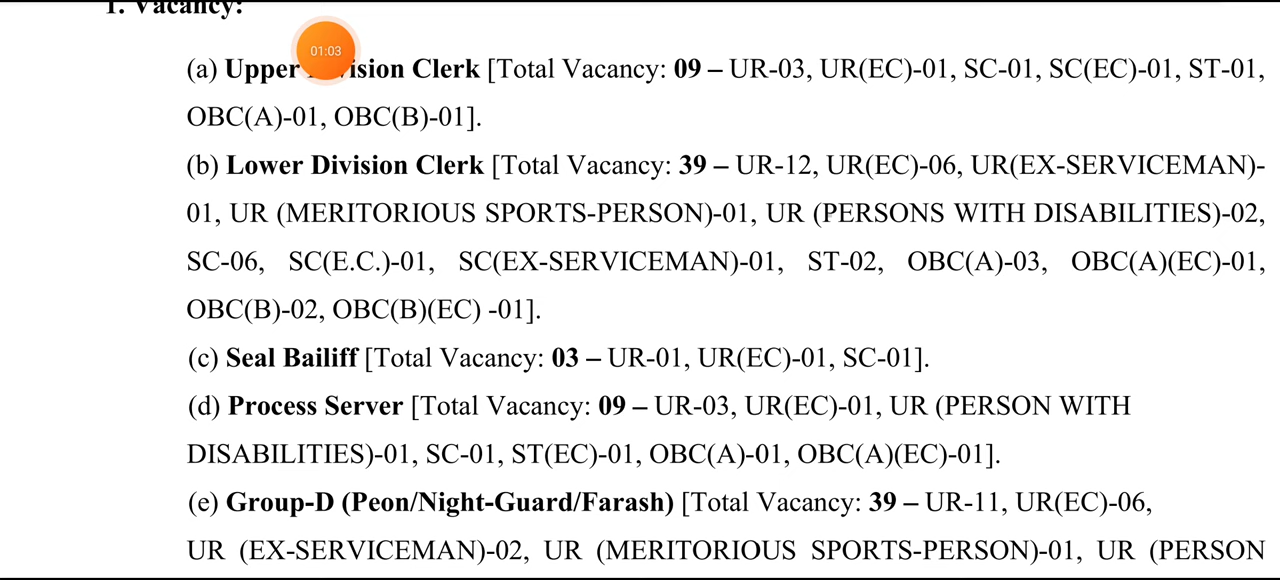 1. Vacancy:
01:03
(a) Upper ision Clerk [Total Vacancy: 09 – UR-03, UR(EC)-01, SC-01, SC(EC)-01, ST-01,
OBC(A)-01, OBC(B)-01].
(b) Lower Division Clerk [Total Vacancy: 39 – UR-12, UR(EC)-06, UR(EX-SERVICEMAN)-
01, UR (MERITORIOUS SPORTS-PERSON)-01, UR (PERSONS WITH DISABILITIES)-02,
SC-06, SC(E.C.)-01, SC(EX-SERVICEMAN)-01, ST-02, OBC(A)-03, OBC(A)(EC)-01,
OBC(B)-02, OBC(B)(EC) -01].
(c) Seal Bailiff [Total Vacancy: 03 – UR-01, UR(EC)-01, SC-01].
(d) Process Server [Total Vacancy: 09 – UR-03, UR(EC)-01, UR (PERSON WITH
DISABILITIES)-01, SC-01, ST(EC)-01, OBC(A)-01, OBC(A)(EC)-01].
(e) Group-D (Peon/Night-Guard/Farash) [Total Vacancy: 39 – UR-11, UR(EC)-06,
UR (EX-SERVICEMAN)-02, UR (MERITORIOUS SPORTS-PERSON)-01, UR (PERSON